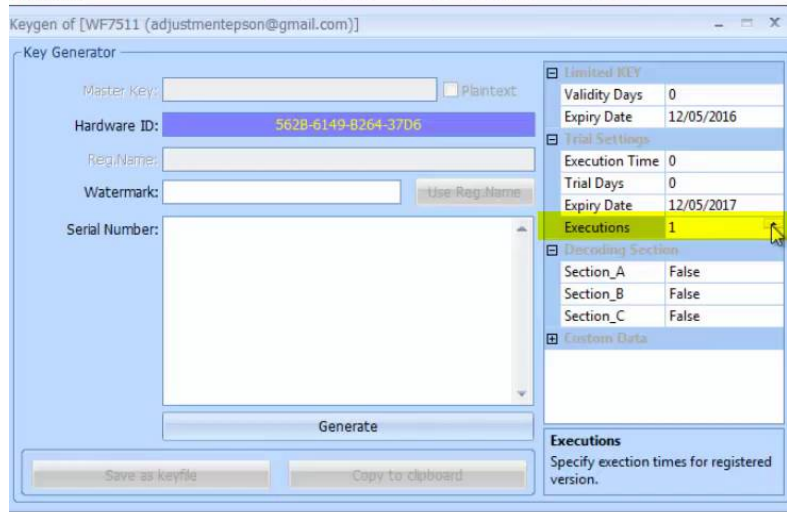 Keygen of [WF7511 (adjustmentepson@gmail.com)]
Key Generator
Master Key:
Plaintext
Hardware ID:
562B-6149-B264-37D6
Reg.Name:
Watermark:
Use Reg.Name
Serial Number:
Generate
Save as keyfile
Copy to clipboard
Limited KEY
Validity Days 0
Expiry Date 12/05/2016
Trial Settings
Execution Time 0
Trial Days 0
Expiry Date 12/05/2017
Executions 1
Decoding Section
Section_A False
Section_B False
Section_C False
Custom Data
Executions
Specify exection times for registered
version.